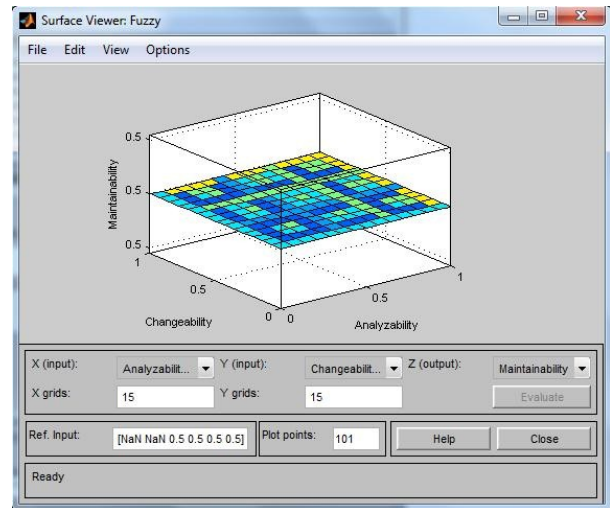 Surface Viewer: Fuzzy
File Edit View Options
0.5
0.5
0.5
Maintainability
1
0.5
0
Changeability
0
0.5
1
Analyzability
X (input): Analyzabilit... Y (input): Changeabilit... Z (output): Maintainability
X grids: 15 Y grids: 15 Evaluate
Ref. Input: [NaN NaN 0.5 0.5 0.5 0.5] Plot points: 101 Help Close
Ready